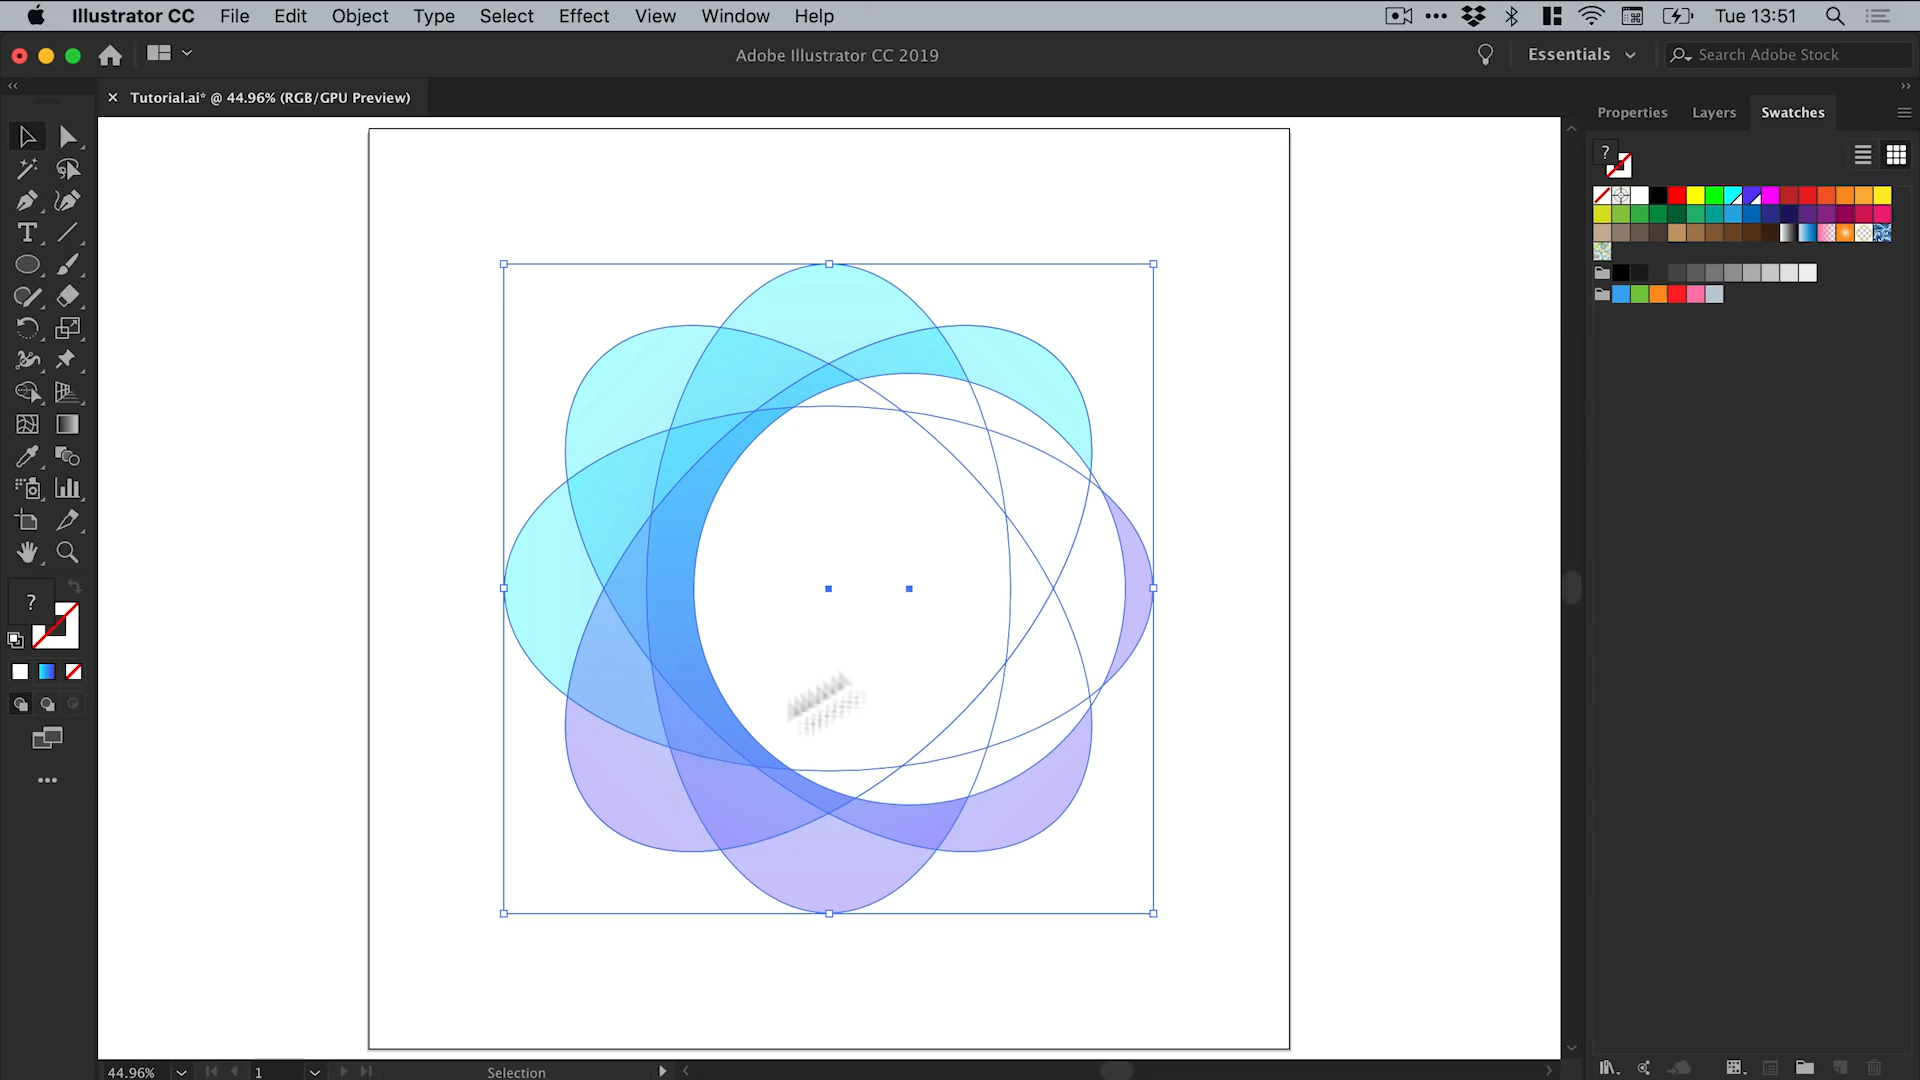 Illustrator CC File Edit Object Type Select Effect View Window Help Tue 13:51
Adobe Illustrator CC 2019 Essentials Search Adobe Stock
× Tutorial.ai* @ 44.96% (RGB/GPU Preview)
Properties Layers Swatches
?
?
44.96% 1 Selection